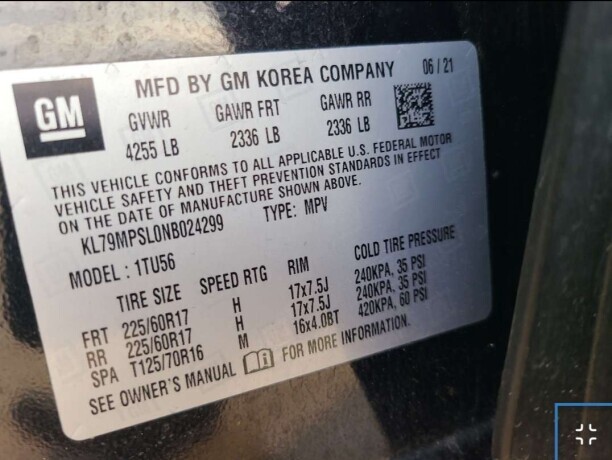 GM
MFD BY GM KOREA COMPANY 06/21
GVWR GAWR FRT GAWR RR
4255 LB 2336 LB 2336 LB
THIS VEHICLE CONFORMS TO ALL APPLICABLE U.S. FEDERAL MOTOR
VEHICLE SAFETY AND THEFT PREVENTION STANDARDS IN EFFECT
ON THE DATE OF MANUFACTURE SHOWN ABOVE.
KL79MPSL0NB024299 TYPE: MPV
MODEL : 1TU56
TIRE SIZE SPEED RTG RIM COLD TIRE PRESSURE
FRT 225/60R17 H 17x7.5J 240KPA, 35 PSI
RR 225/60R17 H 17x7.5J 240KPA, 35 PSI
SPA T125/70R16 M 16x4.0BT 420KPA, 60 PSI
SEE OWNER'S MANUAL FOR MORE INFORMATION.